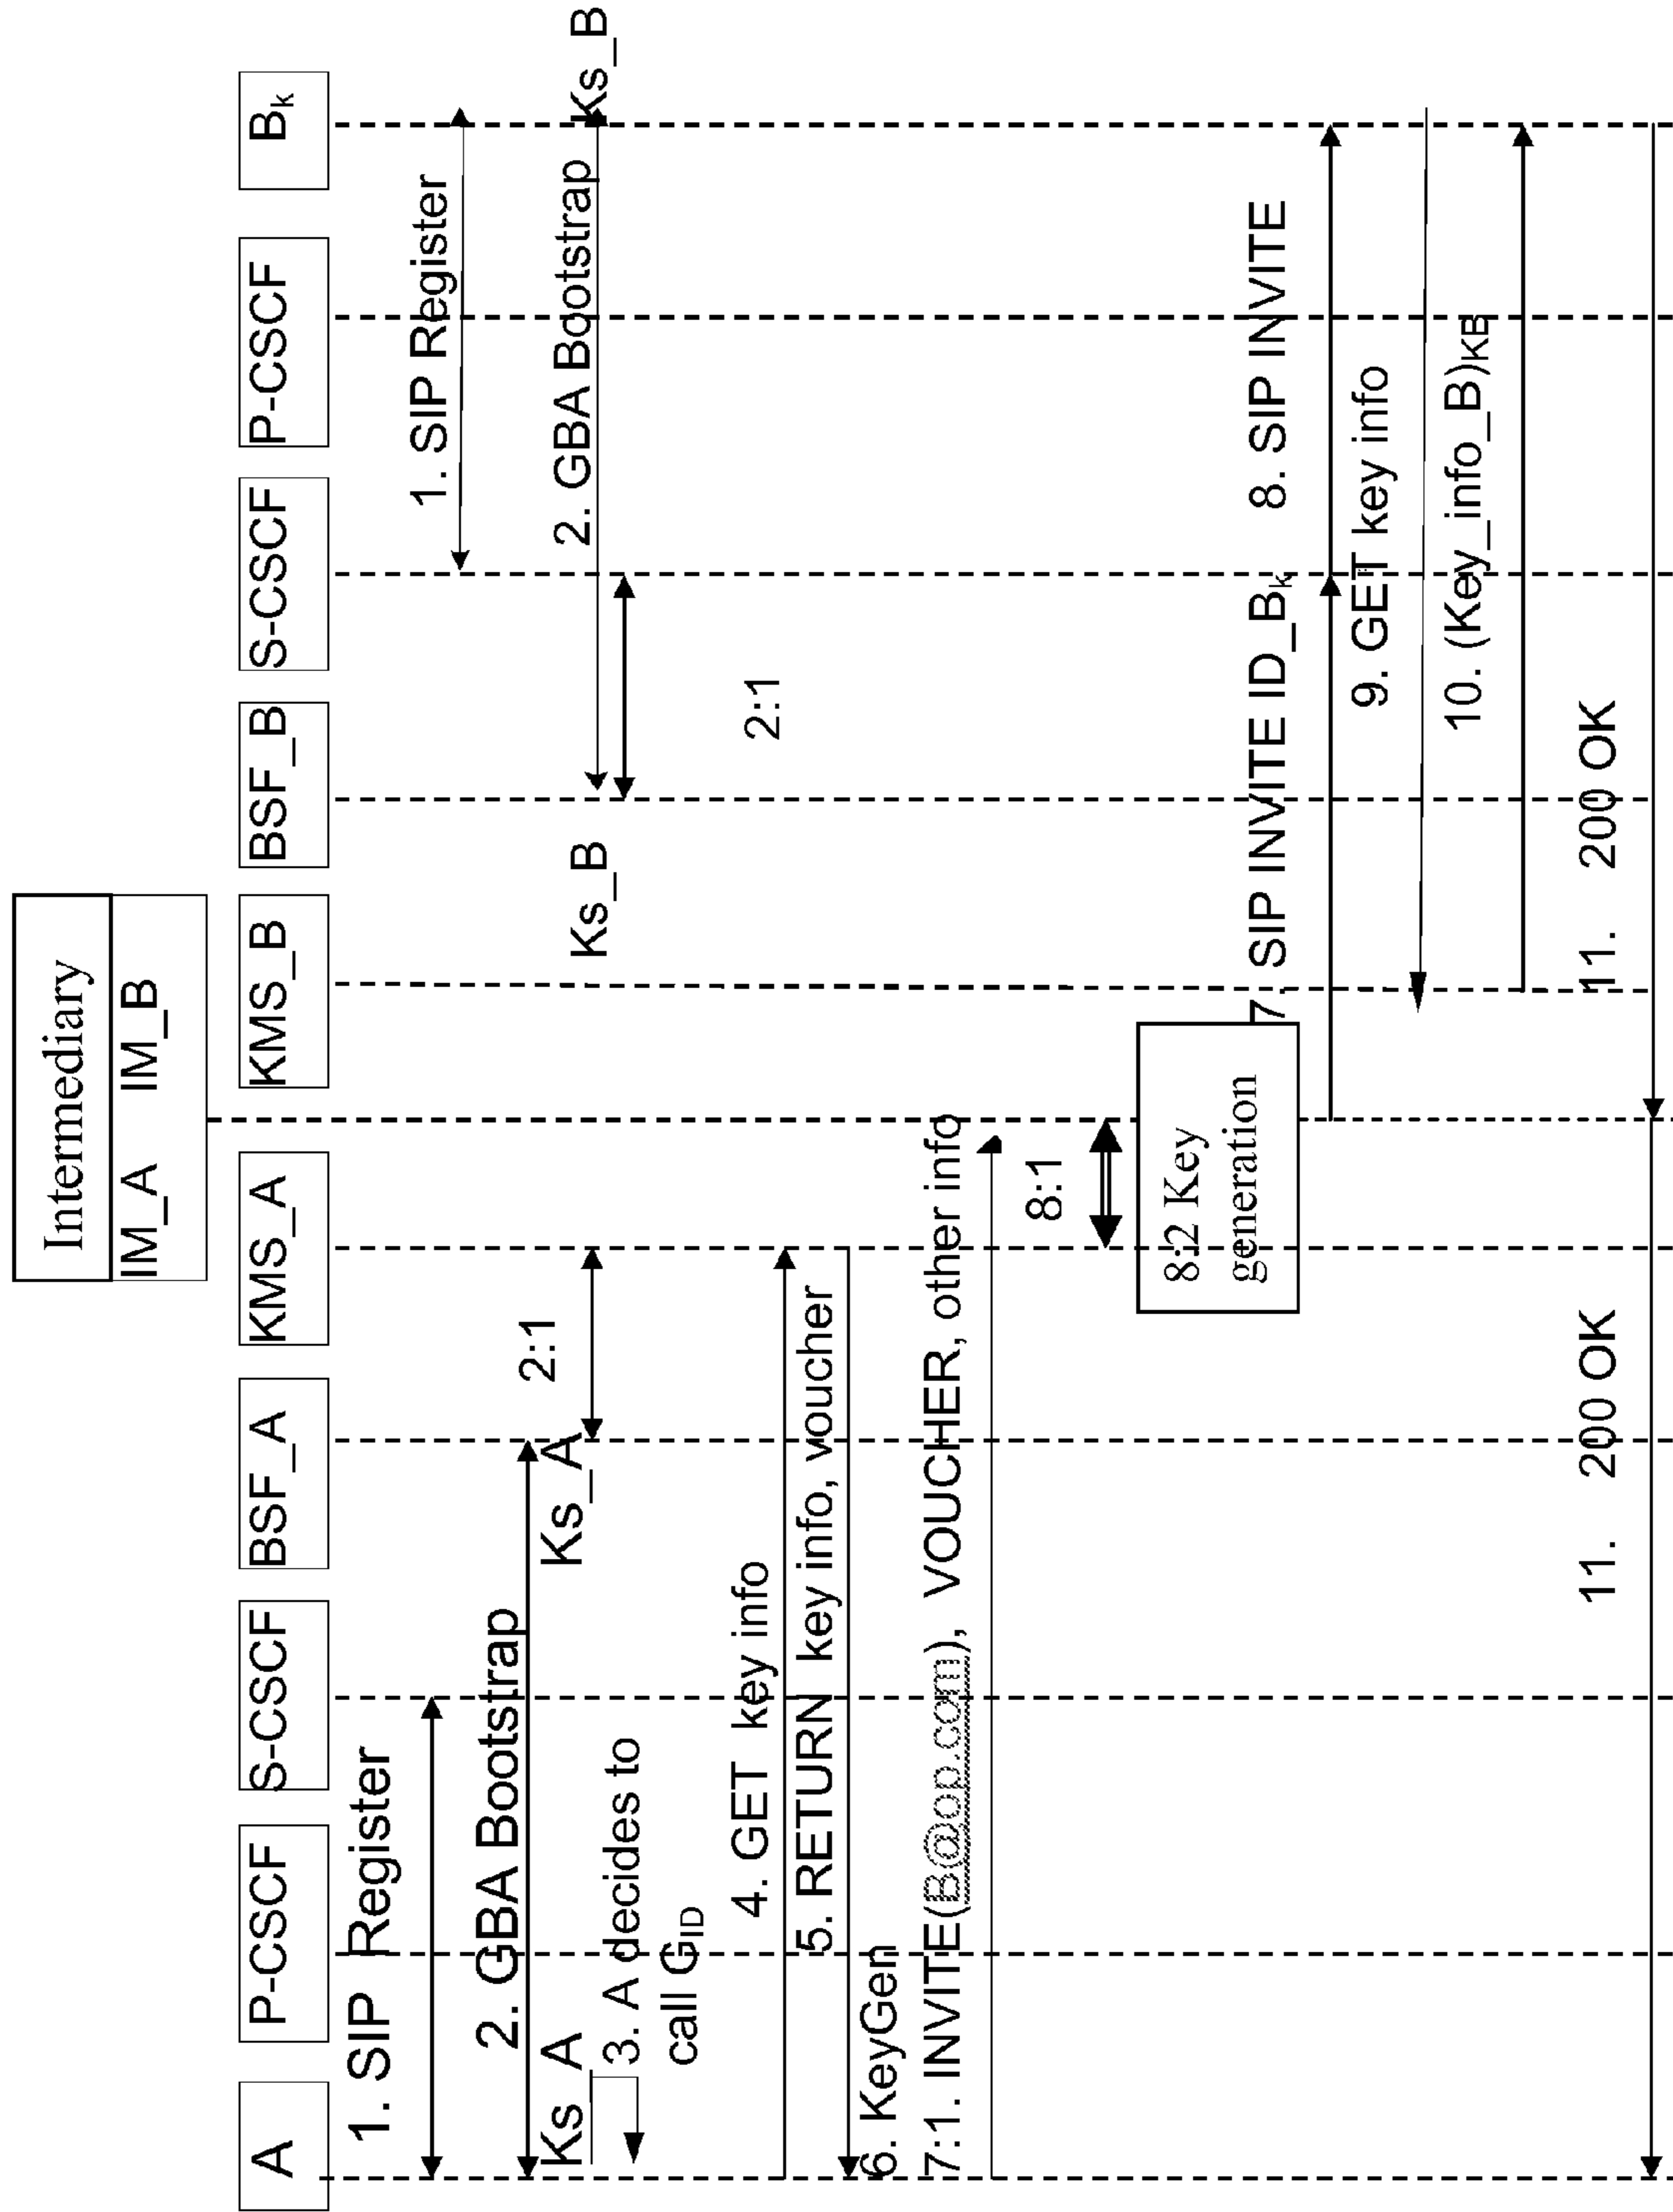 Intermediary
IM_A IM_B
A
P-CSCF
S-CSCF
BSF_A
KMS_A
KMS_B
BSF_B
S-CSCF
P-CSCF
Bk
1. SIP Register
1. SIP Register
2. GBA Bootstrap
2. GBA Bootstrap
Ks_A
Ks_A
2:1
Ks_B
Ks_B
3. A decides to
call GID
2:1
4. GET key info
5. RETURN key info, voucher
6. KeyGen
7:1. INVITE(B@op.com), VOUCHER, other info
8:1
8:2 Key
generation
7. SIP INVITE ID_Bk
8. SIP INVITE
9. GET key info
10. (Key_info_B)KB
11. 200 OK
11. 200 OK